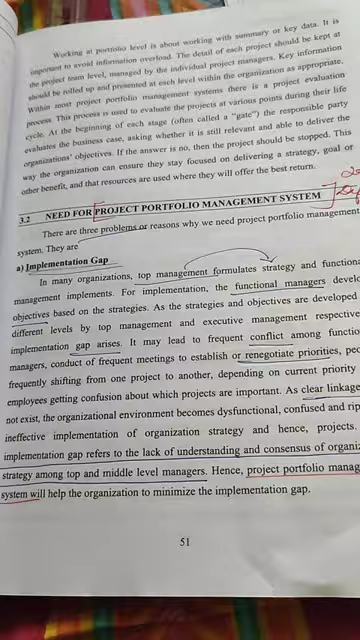 Working at portfolio level is about working with summary or key data. It is
important to avoid information overload. The detail of each project should be kept at
the project team level, managed by the individual project managers. Key information
should be rolled up and presented at each level within the organization as appropriate.
Within most project portfolio management systems there is a project evaluation
process. This process is used to evaluate the projects at various points during their life
cycle. At the beginning of each stage (often called a "gate") the responsible party
evaluates the business case, asking whether it is still relevant and able to deliver the
organizations' objectives. If the answer is no, then the project should be stopped. This
way the organization can ensure they stay focused on delivering a strategy, goal or
other benefit, and that resources are used where they will offer the best return.
3.2 NEED FOR PROJECT PORTFOLIO MANAGEMENT SYSTEM
There are three problems or reasons why we need project portfolio management
system. They are
a) Implementation Gap
In many organizations, top management formulates strategy and functiona
management implements. For implementation, the functional managers develo
objectives based on the strategies. As the strategies and objectives are developed
different levels by top management and executive management respective
implementation gap arises. It may lead to frequent conflict among functio
managers, conduct of frequent meetings to establish or renegotiate priorities, peo
frequently shifting from one project to another, depending on current priority
employees getting confusion about which projects are important. As clear linkage
not exist, the organizational environment becomes dysfunctional, confused and rip
ineffective implementation of organization strategy and hence, projects.
implementation gap refers to the lack of understanding and consensus of organiz
strategy among top and middle level managers. Hence, project portfolio manag
system will help the organization to minimize the implementation gap.
51